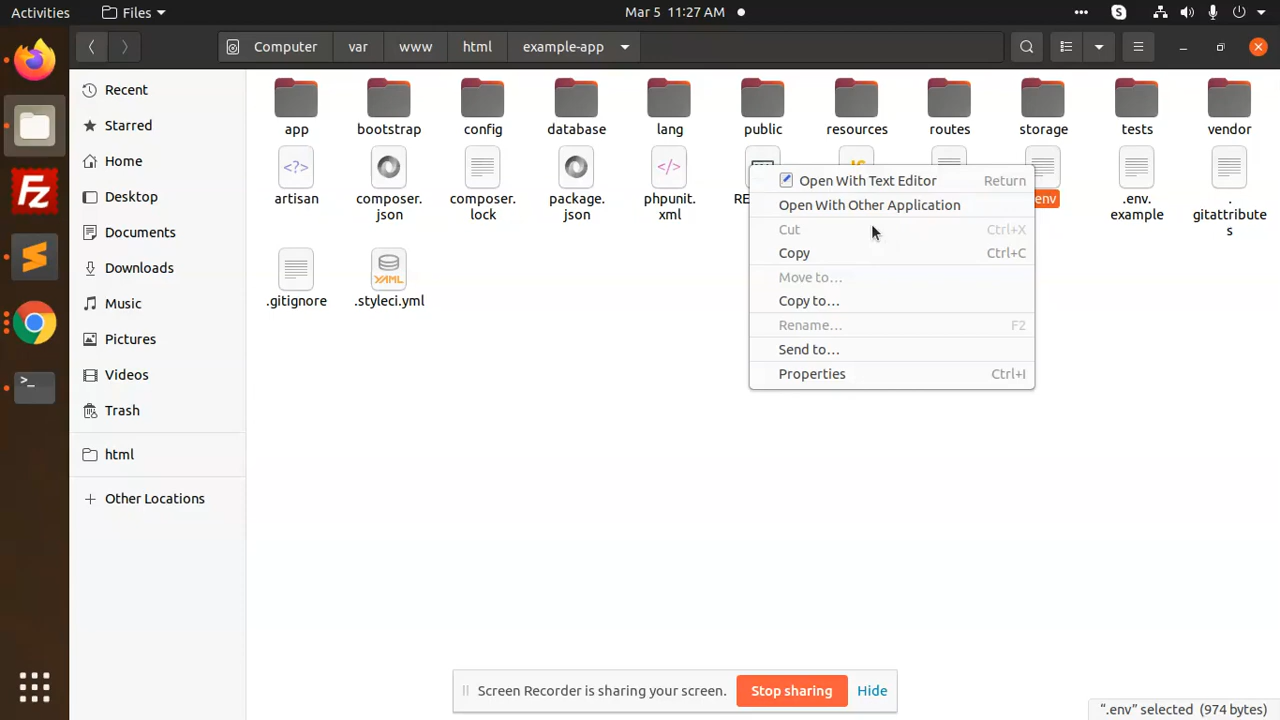 Activities Files Mar 5 11:27 AM
Computer var www html example-app
Recent
Starred
Home
Desktop
Documents
Downloads
Music
Pictures
Videos
Trash
html
+ Other Locations
app bootstrap config database lang public resources routes storage tests vendor
artisan composer. composer. package. phpunit. RE env .env. .
json lock json xml example gitattribute
s
.gitignore .styleci.yml
YAML
Open With Text Editor Return
Open With Other Application
Cut Ctrl+X
Copy Ctrl+C
Move to...
Copy to...
Rename... F2
Send to...
Properties Ctrl+I
Screen Recorder is sharing your screen. Stop sharing Hide
".env" selected (974 bytes)